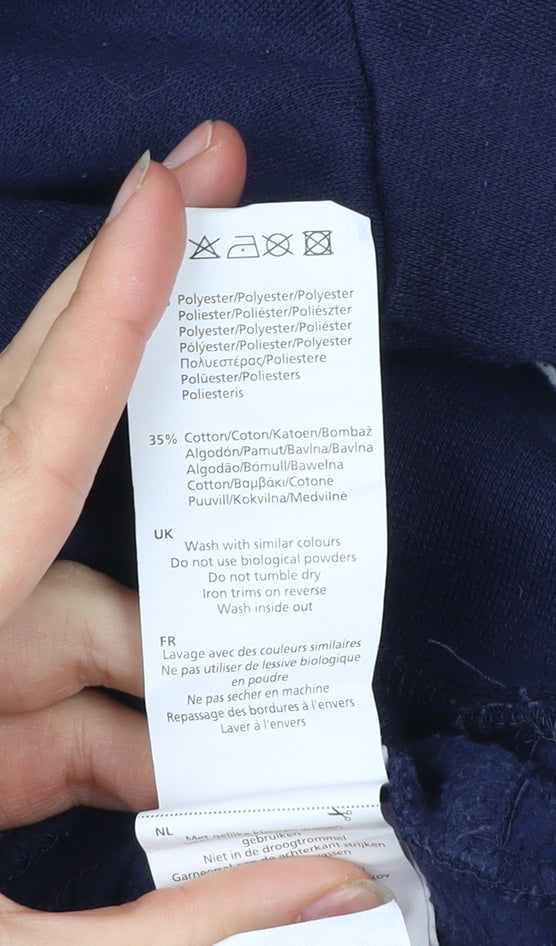 Polyester/Polyester/Polyester
Poliester/Poliéster/Poliészter
Polyester/Polyester/Poliéster
Pólýester/Poliester/Polyester
Πολυεστέρας/Poliestere
Polüester/Poliesters
Poliesteris
35% Cotton/Coton/Katoen/Bombaž
Algodón/Pamut/Bavlna/Bavlna
Algodão/Bómull/Bawełna
Cotton/Βαμβάκι/Cotone
Puuvill/Kokvilna/Medvilnė
UK
Wash with similar colours
Do not use biological powders
Do not tumble dry
Iron trims on reverse
Wash inside out
FR
Lavage avec des couleurs similaires
Ne pas utiliser de lessive biologique
en poudre
Ne pas sécher en machine
Repassage des bordures à l'envers
Laver à l'envers
NL
Met gelijke
gebruiken
Niet in de droogtrommel
achterkant strijken